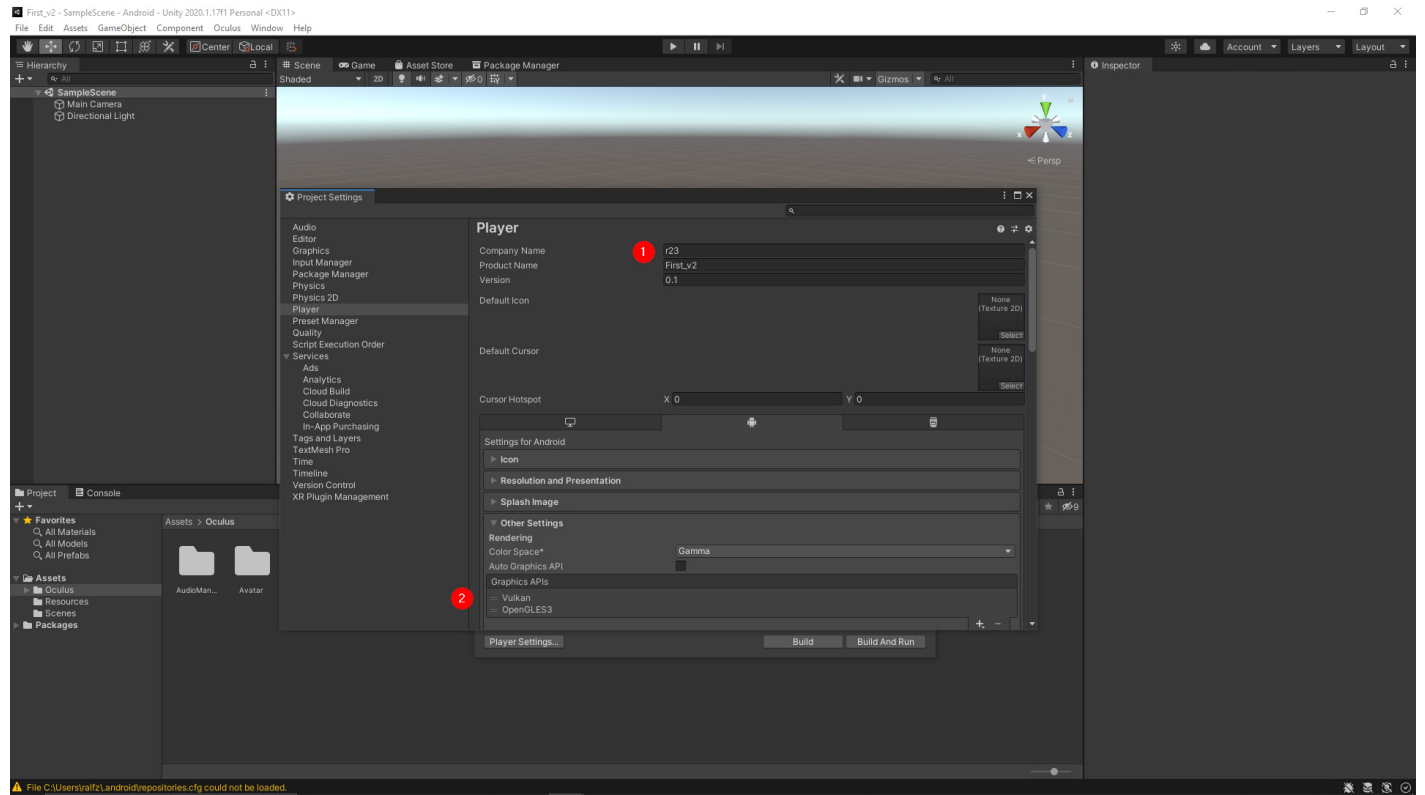 First_v2 - SampleScene - Android - Unity 2020.1.17f1 Personal <DX11>
File Edit Assets GameObject Component Oculus Window Help
Center Local
Account Layers Layout
Hierarchy
All
SampleScene
Main Camera
Directional Light
Scene Game Asset Store Package Manager
Shaded 2D 0 Gizmos All
Inspector
x z
Persp
Project Settings
Audio
Editor
Graphics
Input Manager
Package Manager
Physics
Physics 2D
Player
Preset Manager
Quality
Script Execution Order
Services
Ads
Analytics
Cloud Build
Cloud Diagnostics
Collaborate
In-App Purchasing
Tags and Layers
TextMesh Pro
Time
Timeline
Version Control
XR Plugin Management
Player
Company Name 1 r23
Product Name First_v2
Version 0.1
Default Icon
None
(Texture 2D)
Select
Default Cursor
None
(Texture 2D)
Select
Cursor Hotspot X 0 Y 0
Settings for Android
Icon
Resolution and Presentation
Splash Image
Other Settings
Rendering
Color Space* Gamma
Auto Graphics API
Graphics APIs
2
Vulkan
OpenGLES3
Player Settings... Build Build And Run
Project Console
9
Favorites
All Materials
All Models
All Prefabs
Assets
Oculus
Resources
Scenes
Packages
Assets > Oculus
AudioMan... Avatar
File C:\Users\ralfz\.android\repositories.cfg could not be loaded.